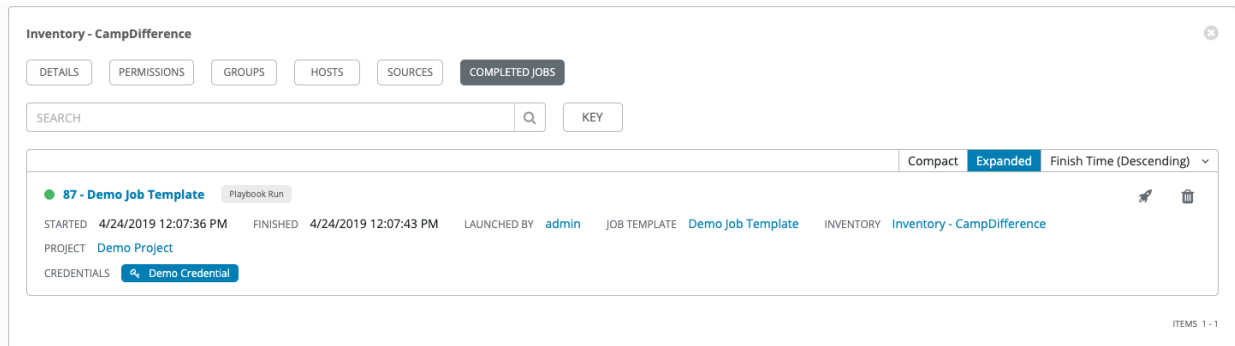 Inventory - CampDifference
DETAILS PERMISSIONS GROUPS HOSTS SOURCES COMPLETED JOBS
SEARCH KEY
Compact Expanded Finish Time (Descending)
87 - Demo Job Template Playbook Run
STARTED 4/24/2019 12:07:36 PM FINISHED 4/24/2019 12:07:43 PM LAUNCHED BY admin JOB TEMPLATE Demo Job Template INVENTORY Inventory - CampDifference
PROJECT Demo Project
CREDENTIALS Demo Credential
ITEMS 1 - 1